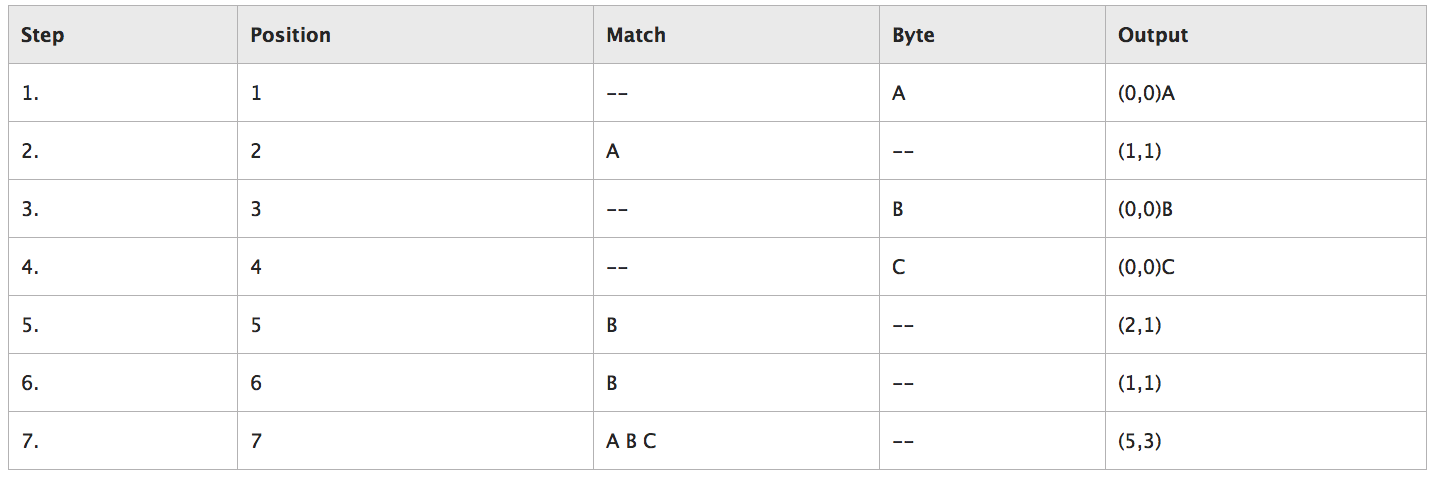 Step Position Match Byte Output
1. 1 -- A (0,0)A
2. 2 A -- (1,1)
3. 3 -- B (0,0)B
4. 4 -- C (0,0)C
5. 5 B -- (2,1)
6. 6 B -- (1,1)
7. 7 A B C -- (5,3)